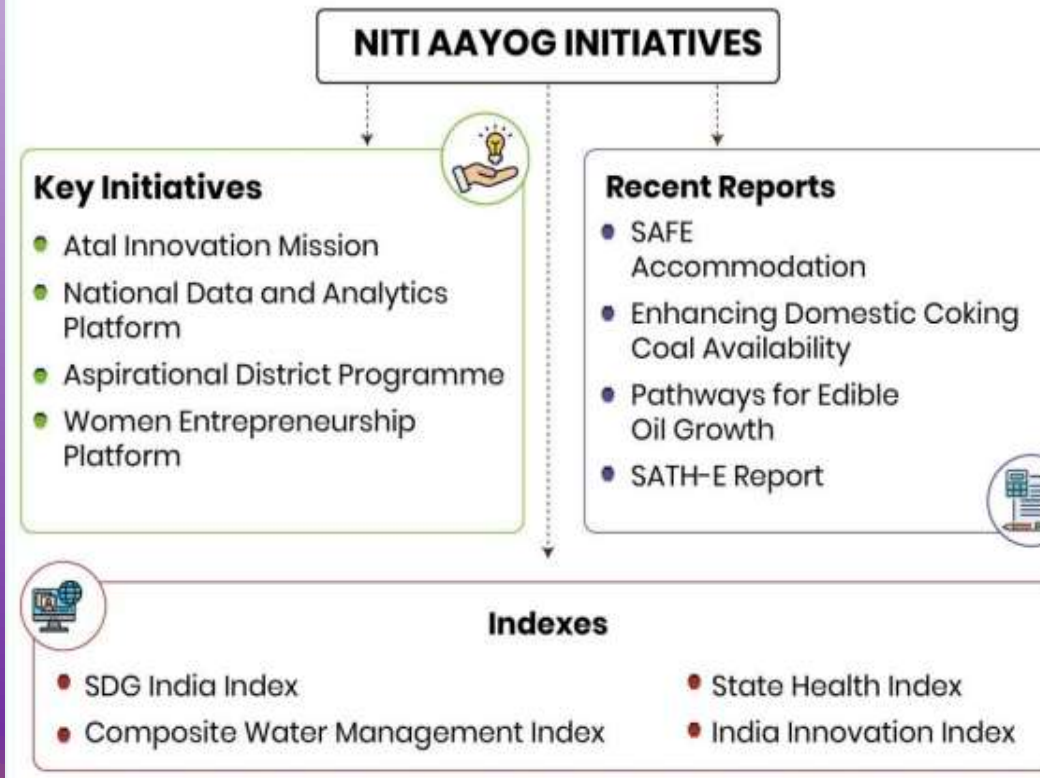 NITI AAYOG INITIATIVES
Key Initiatives
Atal Innovation Mission
National Data and Analytics
Platform
Aspirational District Programme
Women Entrepreneurship
Platform
Recent Reports
SAFE
Accommodation
Enhancing Domestic Coking
Coal Availability
Pathways for Edible
Oil Growth
SATH-E Report
Indexes
SDG India Index
Composite Water Management Index
State Health Index
India Innovation Index